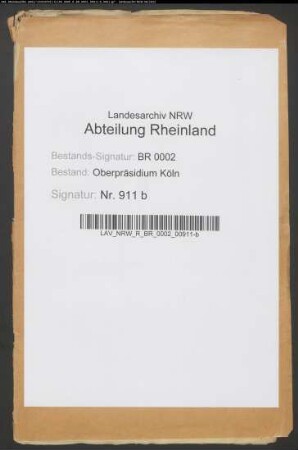 Landesarchiv NRW
Abteilung Rheinland
Bestands-Signatur: BR 0002
Bestand: Oberpräsidium Köln
Signatur: Nr. 911 b
LAV_NRW_R_BR_0002_00911-b